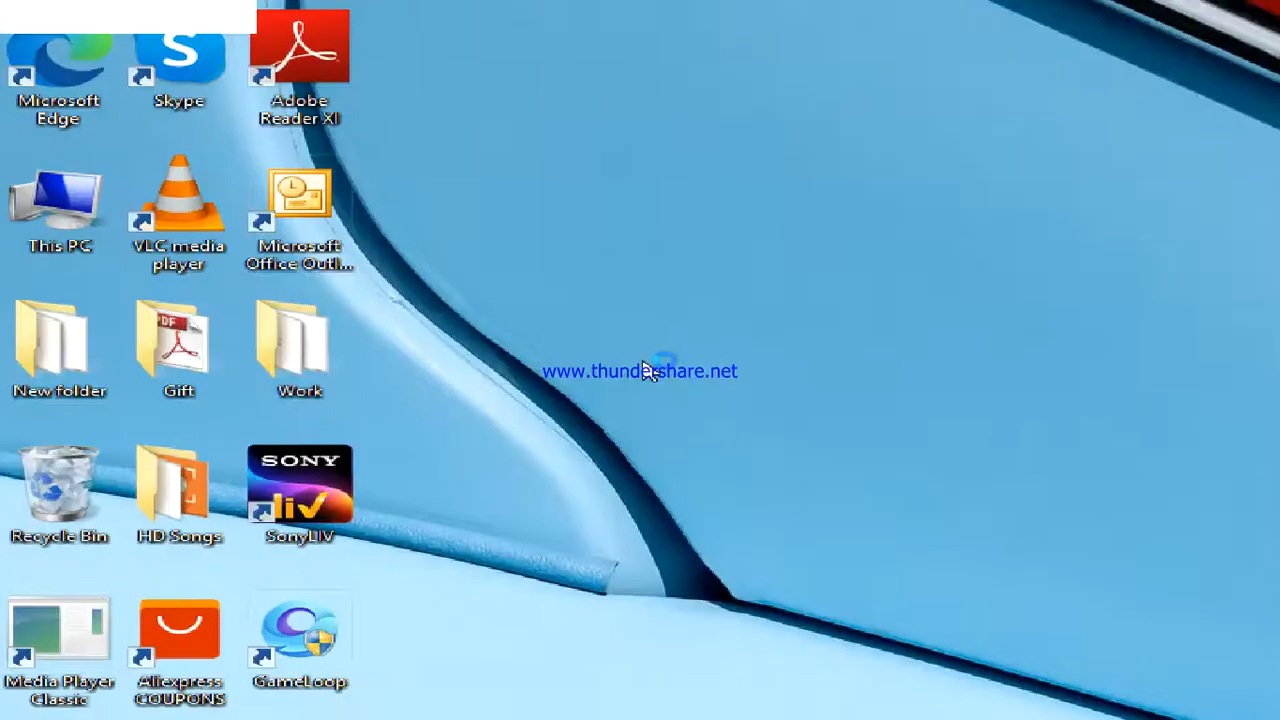 Microsoft
Edge
Skype
Adobe
Reader XI
This PC
VLC media
player
Microsoft
Office Outl...
New folder
PDF
Gift
Work
www.thundershare.net
Recycle Bin
HD Songs
SONY
liv
SonyLIV
Media Player
Classic
Aliexpress
COUPONS
GameLoop